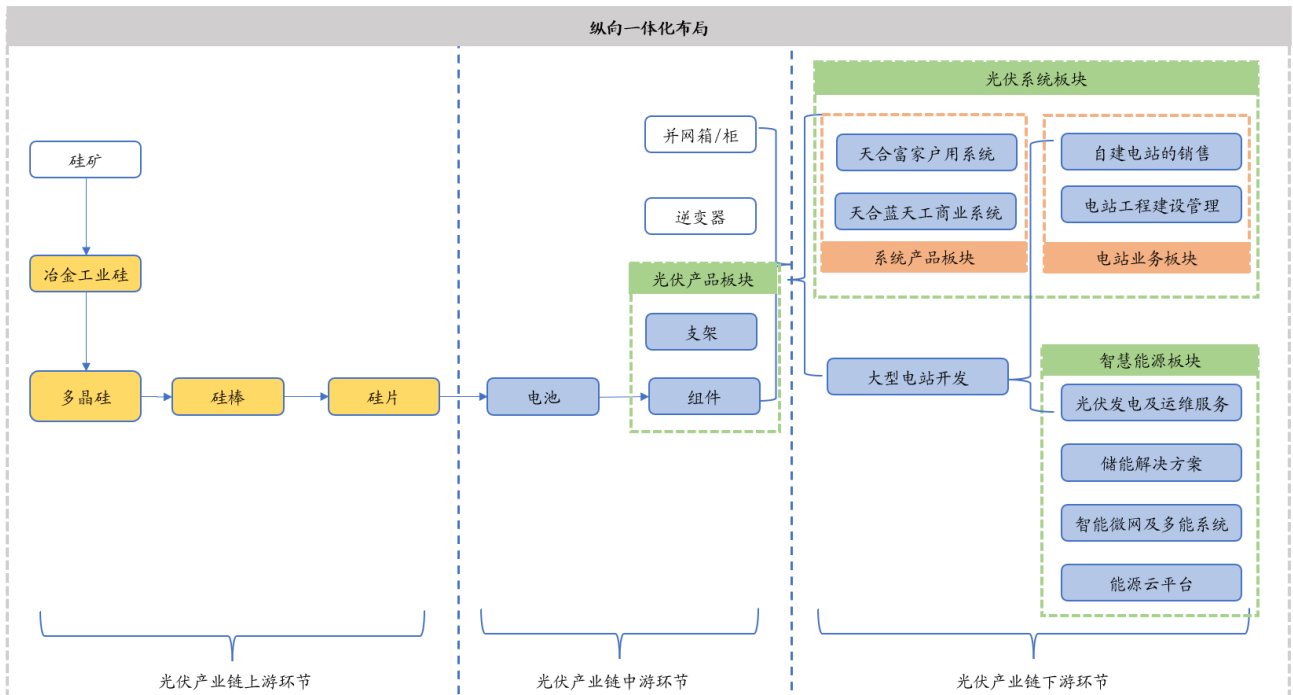 纵向一体化布局
硅矿
冶金工业硅
多晶硅
硅棒
硅片
光伏产业链上游环节
并网箱/柜
逆变器
光伏产品板块
支架
电池
组件
光伏产业链中游环节
光伏系统板块
天合富家户用系统
天合蓝天工商业系统
系统产品板块
自建电站的销售
电站工程建设管理
电站业务板块
大型电站开发
智慧能源板块
光伏发电及运维服务
储能解决方案
智能微网及多能系统
能源云平台
光伏产业链下游环节